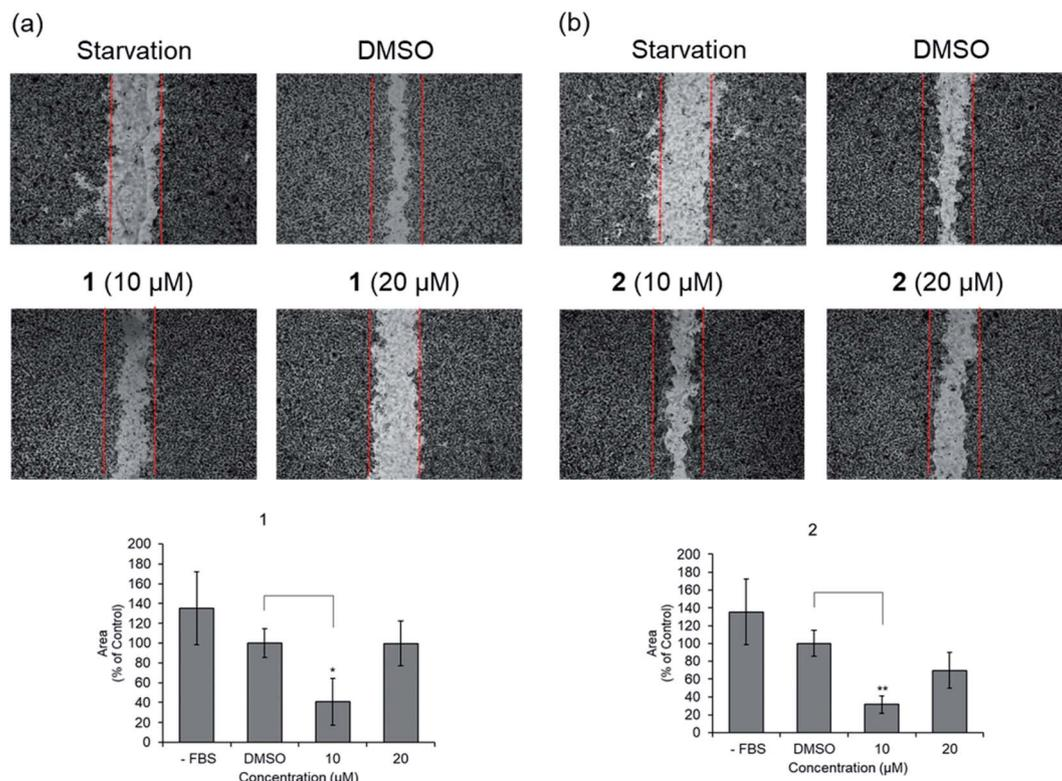 (a)
Starvation DMSO
1 (10 µM) 1 (20 µM)
1
Area
(% of Control)
200
180
160
140
120
100
80
60
40
20
0
*
- FBS DMSO 10 20
Concentration (µM)
(b)
Starvation DMSO
2 (10 µM) 2 (20 µM)
2
Area
(% of Control)
200
180
160
140
120
100
80
60
40
20
0
**
- FBS DMSO 10 20
Concentration (µM)